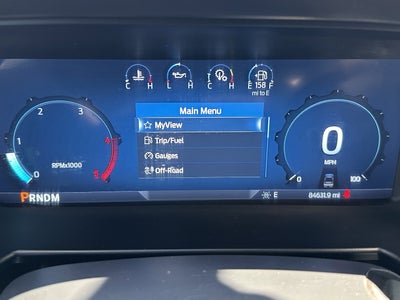 C H L H C H E 158 F
mi to E
Main Menu
MyView
Trip/Fuel
Gauges
Off-Road
0 1 2 3 4
RPMx1000
0
MPH
0 100
PRNDM
E 84631.9 mi